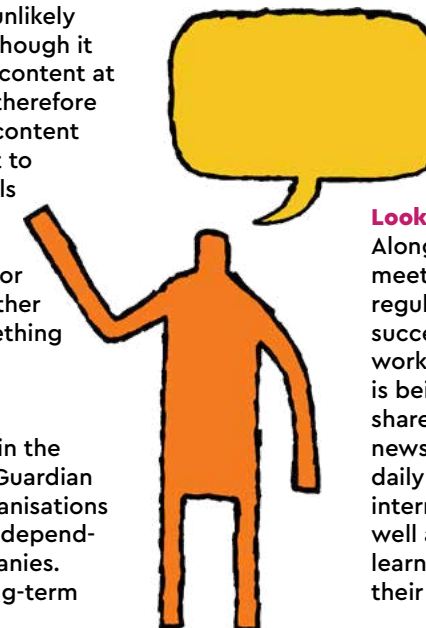 unlikely
hough it
content at
therefore
content
t to
ls
or
ther
ething
in the
Guardian
anisations
depend-
anies.
g-term
Look
Along
meet
regul
succe
work
is bei
share
news
daily
inter
well a
learn
their